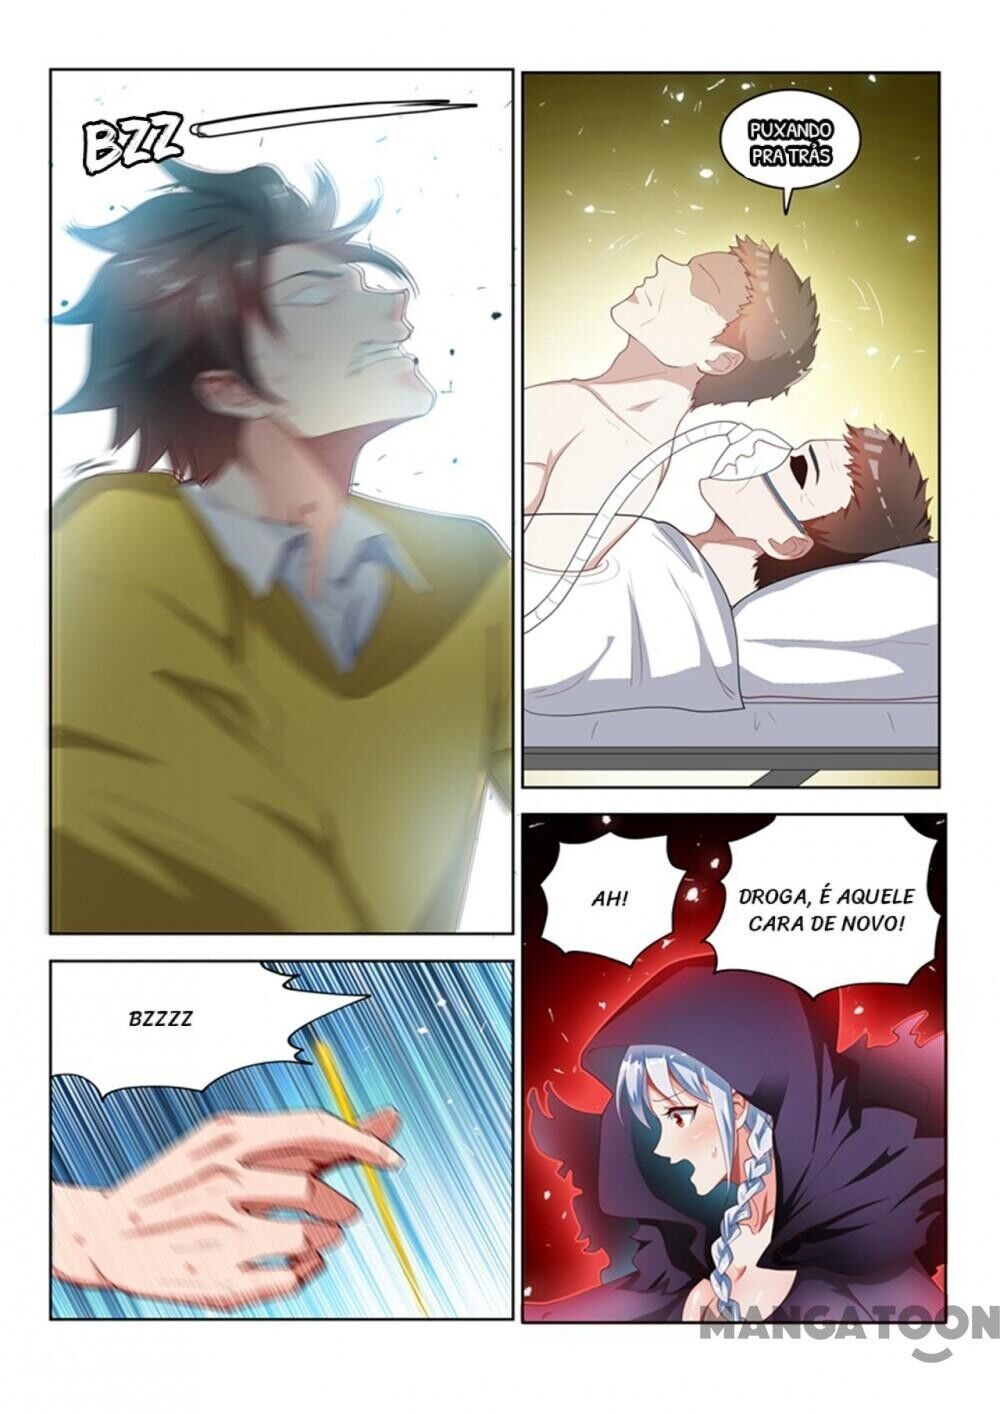 BZZ
PUXANDO
PRA TRÁS
BZZZZ
AH!
DROGA, É AQUELE
CARA DE NOVO!
MANGATOON